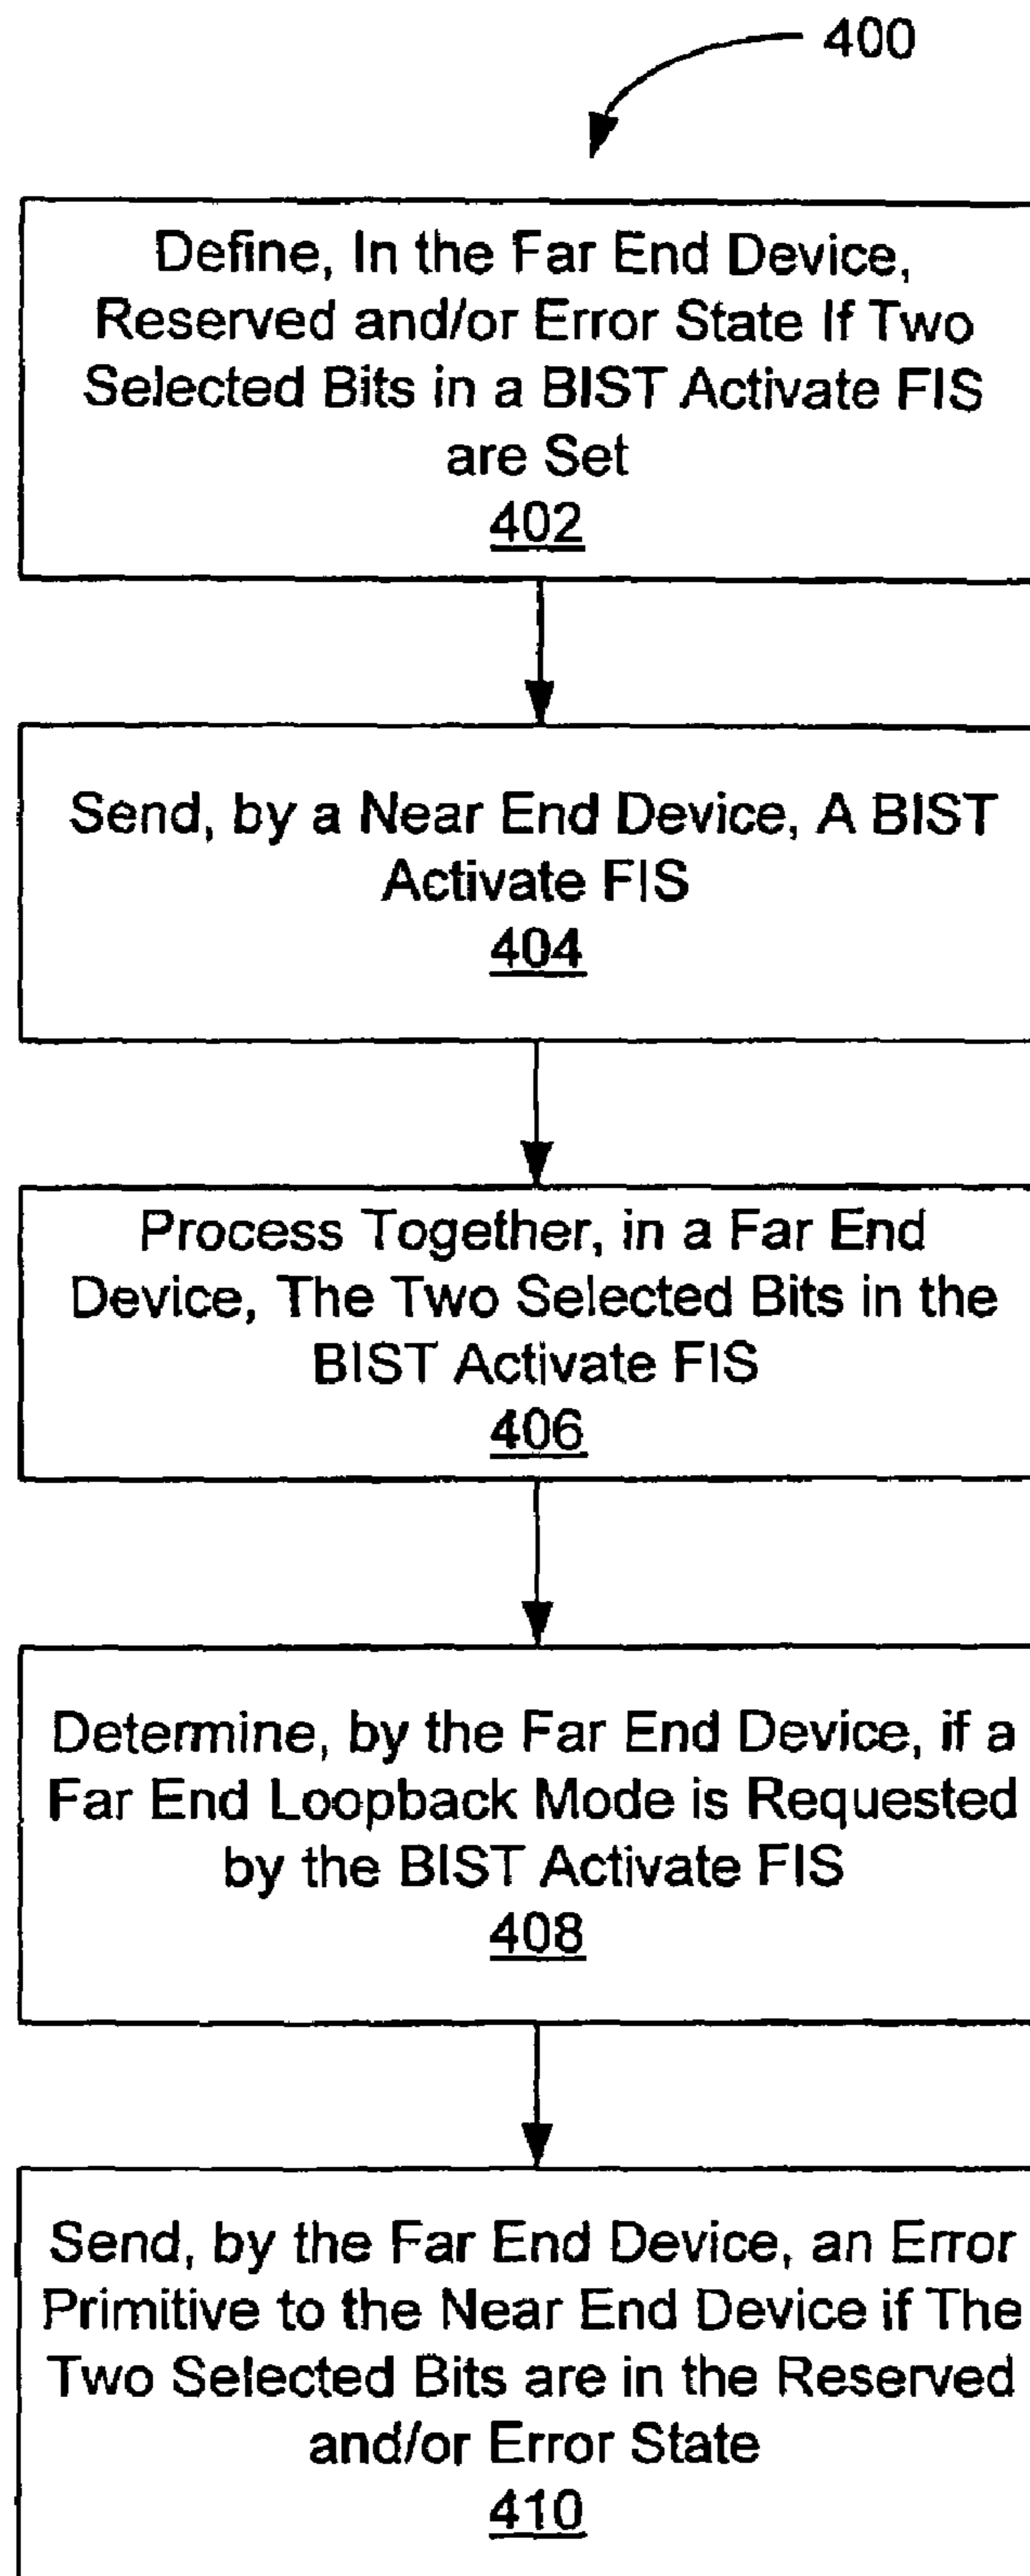 400
Define, In the Far End Device,
Reserved and/or Error State If Two
Selected Bits in a BIST Activate FIS
are Set
402
Send, by a Near End Device, A BIST
Activate FIS
404
Process Together, in a Far End
Device, The Two Selected Bits in the
BIST Activate FIS
406
Determine, by the Far End Device, if a
Far End Loopback Mode is Requested
by the BIST Activate FIS
408
Send, by the Far End Device, an Error
Primitive to the Near End Device if The
Two Selected Bits are in the Reserved
and/or Error State
410